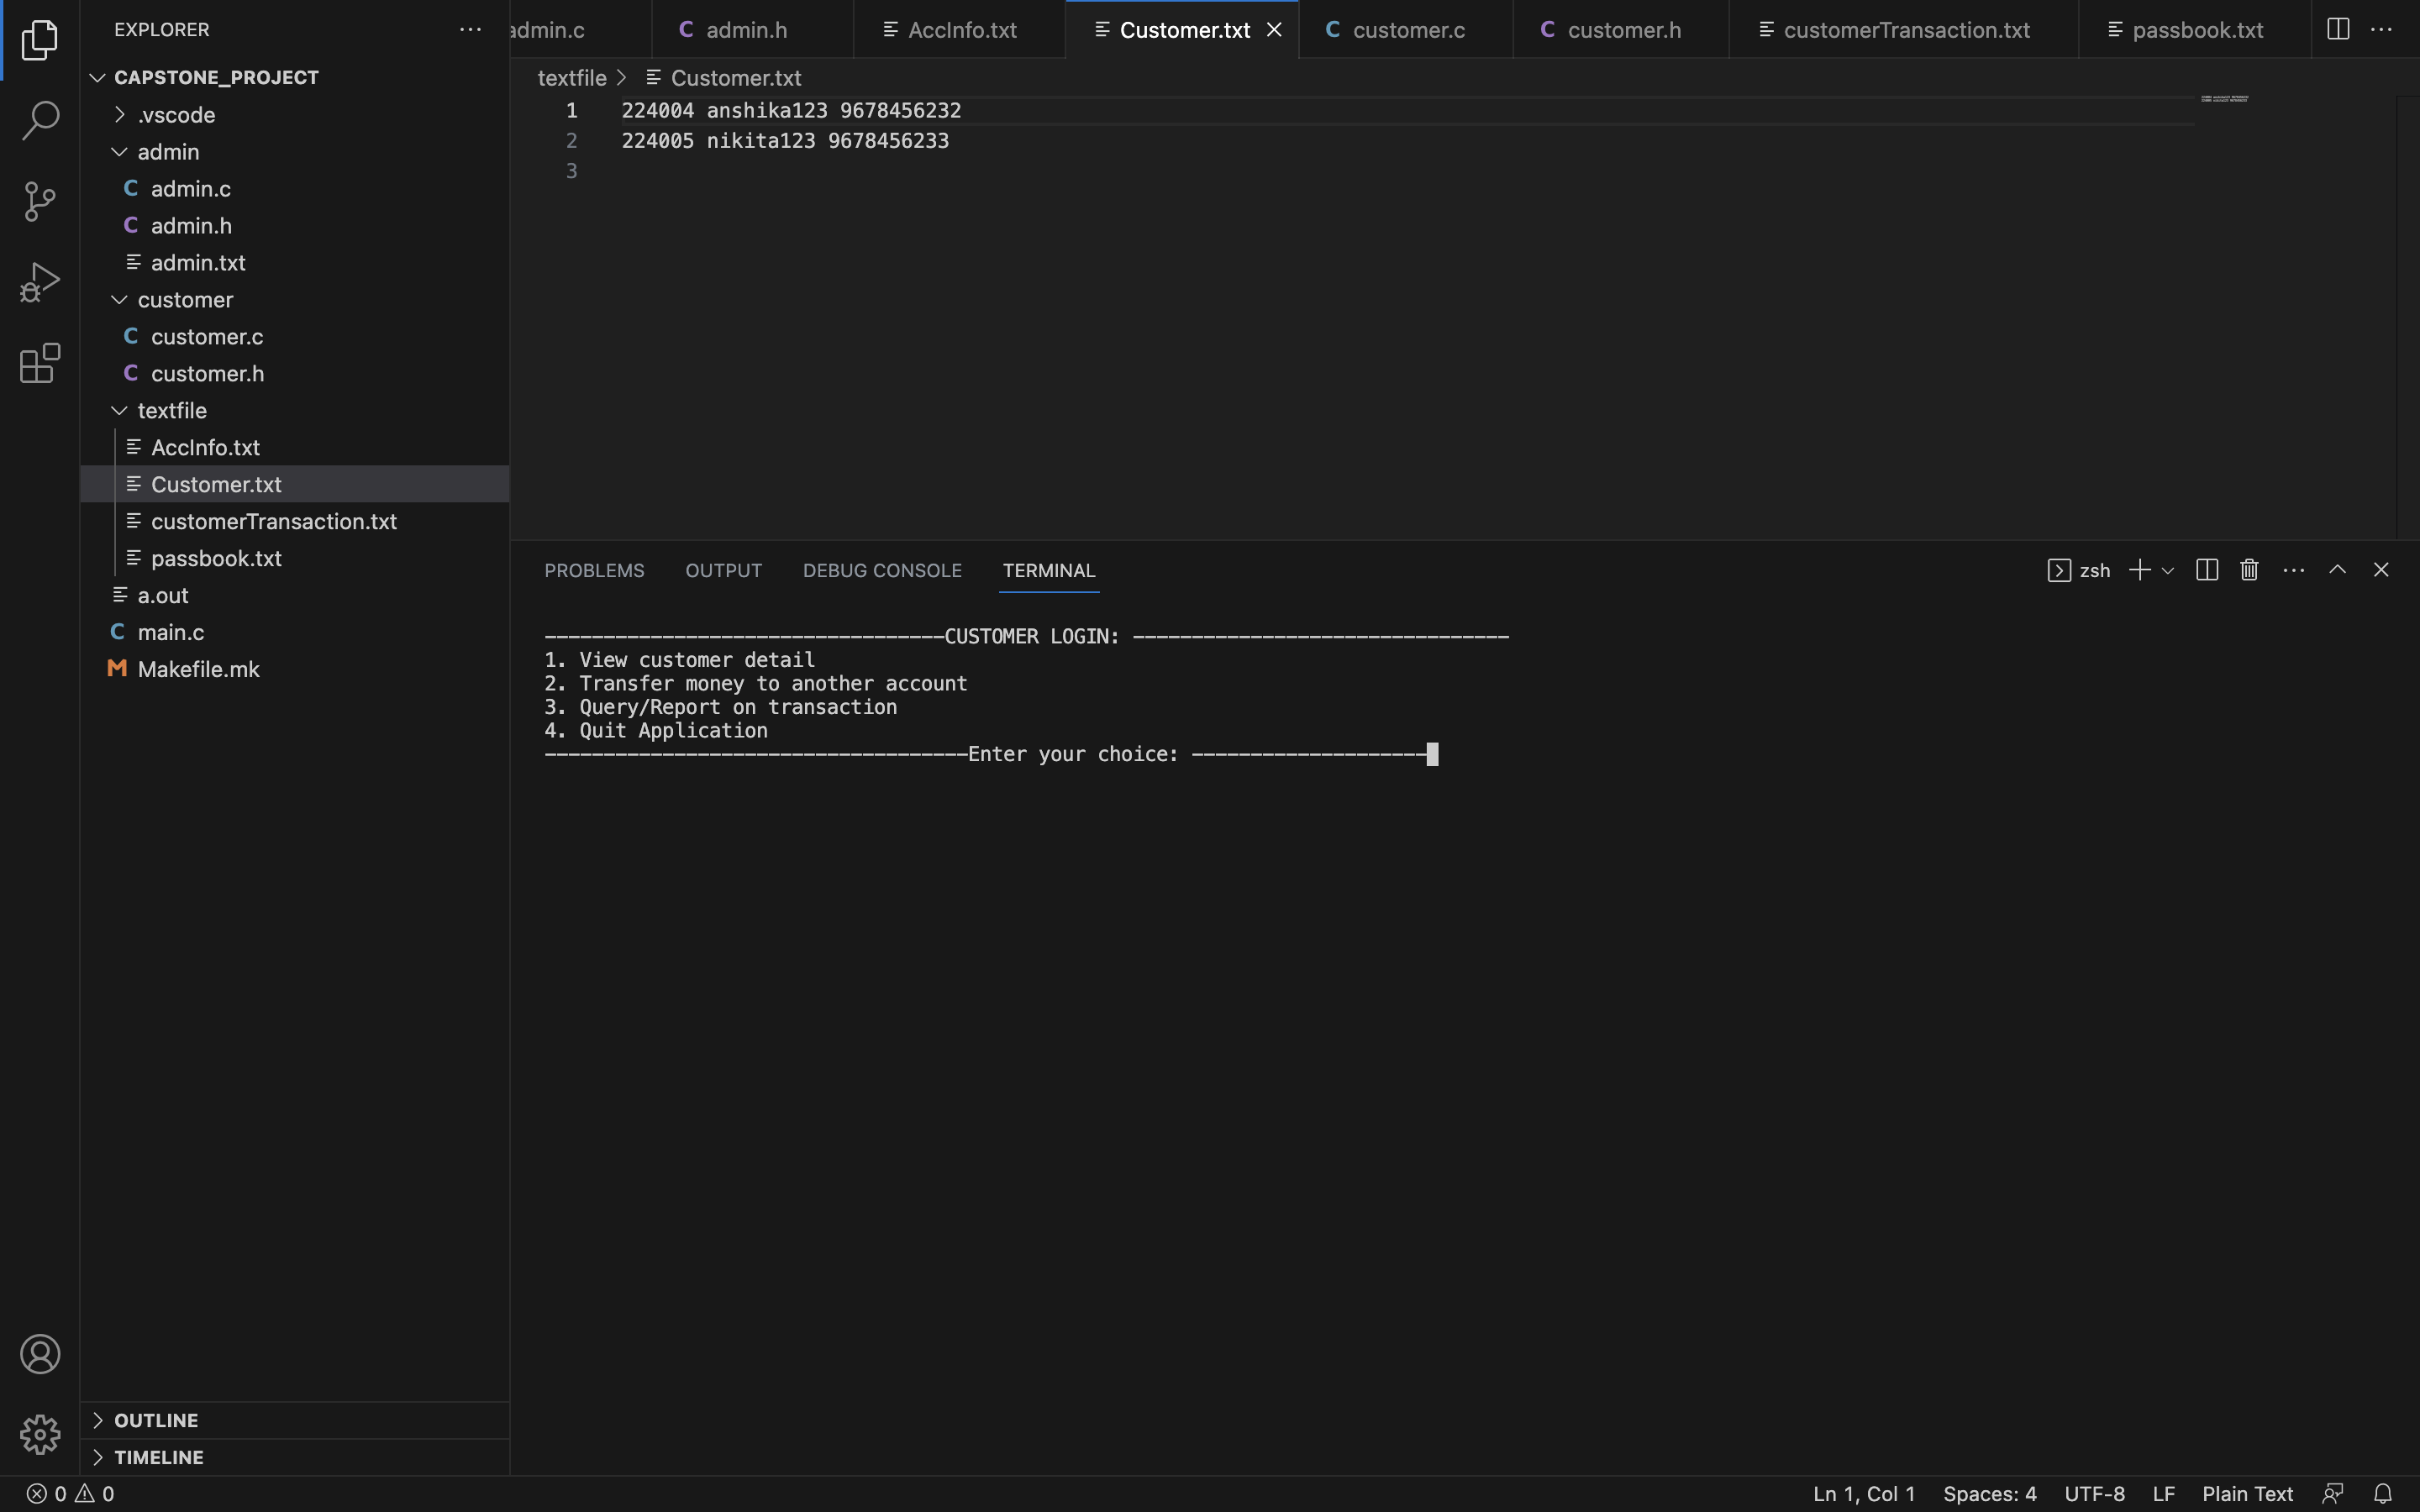 EXPLORER
CAPSTONE_PROJECT
.vscode
admin
C admin.c
C admin.h
admin.txt
customer
C customer.c
C customer.h
textfile
AccInfo.txt
Customer.txt
customerTransaction.txt
passbook.txt
a.out
C main.c
M Makefile.mk
OUTLINE
TIMELINE
admin.c C admin.h AccInfo.txt Customer.txt C customer.c C customer.h customerTransaction.txt passbook.txt
textfile > Customer.txt
1 224004 anshika123 9678456232
2 224005 nikita123 9678456233
3
PROBLEMS OUTPUT DEBUG CONSOLE TERMINAL zsh
----------------------------------CUSTOMER LOGIN: --------------------------------
1. View customer detail
2. Transfer money to another account
3. Query/Report on transaction
4. Quit Application
------------------------------------Enter your choice: --------------------
0 0 Ln 1, Col 1 Spaces: 4 UTF-8 LF Plain Text